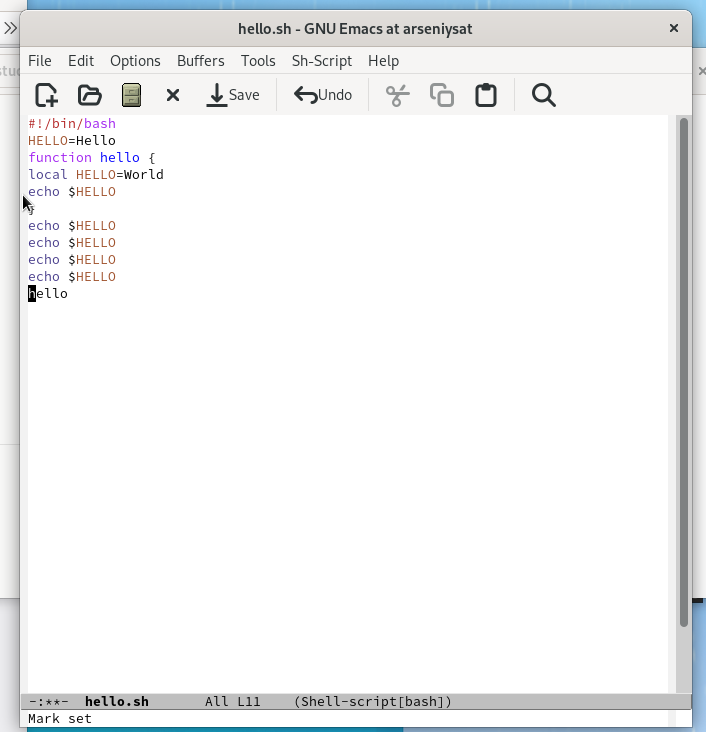 hello.sh - GNU Emacs at arseniysat
File Edit Options Buffers Tools Sh-Script Help
Save Undo
#!/bin/bash
HELLO=Hello
function hello {
local HELLO=World
echo $HELLO
}
echo $HELLO
echo $HELLO
echo $HELLO
echo $HELLO
hello
-:**- hello.sh All L11 (Shell-script[bash])
Mark set